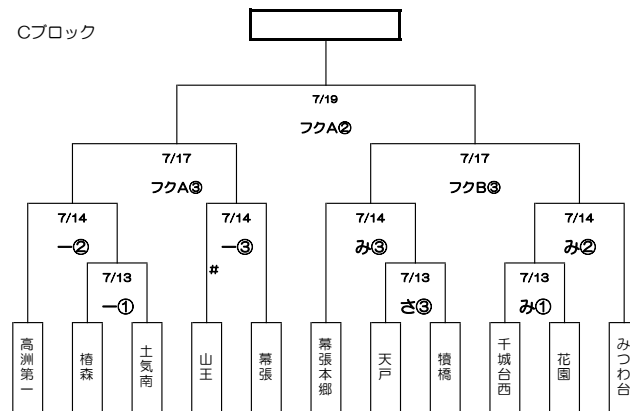 Cブロック
7/19
フクA②
7/17
7/17
フクA③
フクB③
7/14
7/14
7/14
7/14
一②
一③
み③
み②
#
7/13
7/13
7/13
一①
さ③
み①
高洲第一
椿森
土気南
山王
幕張
幕張本郷
天戸
犢橋
千城台西
花園
みつわ台